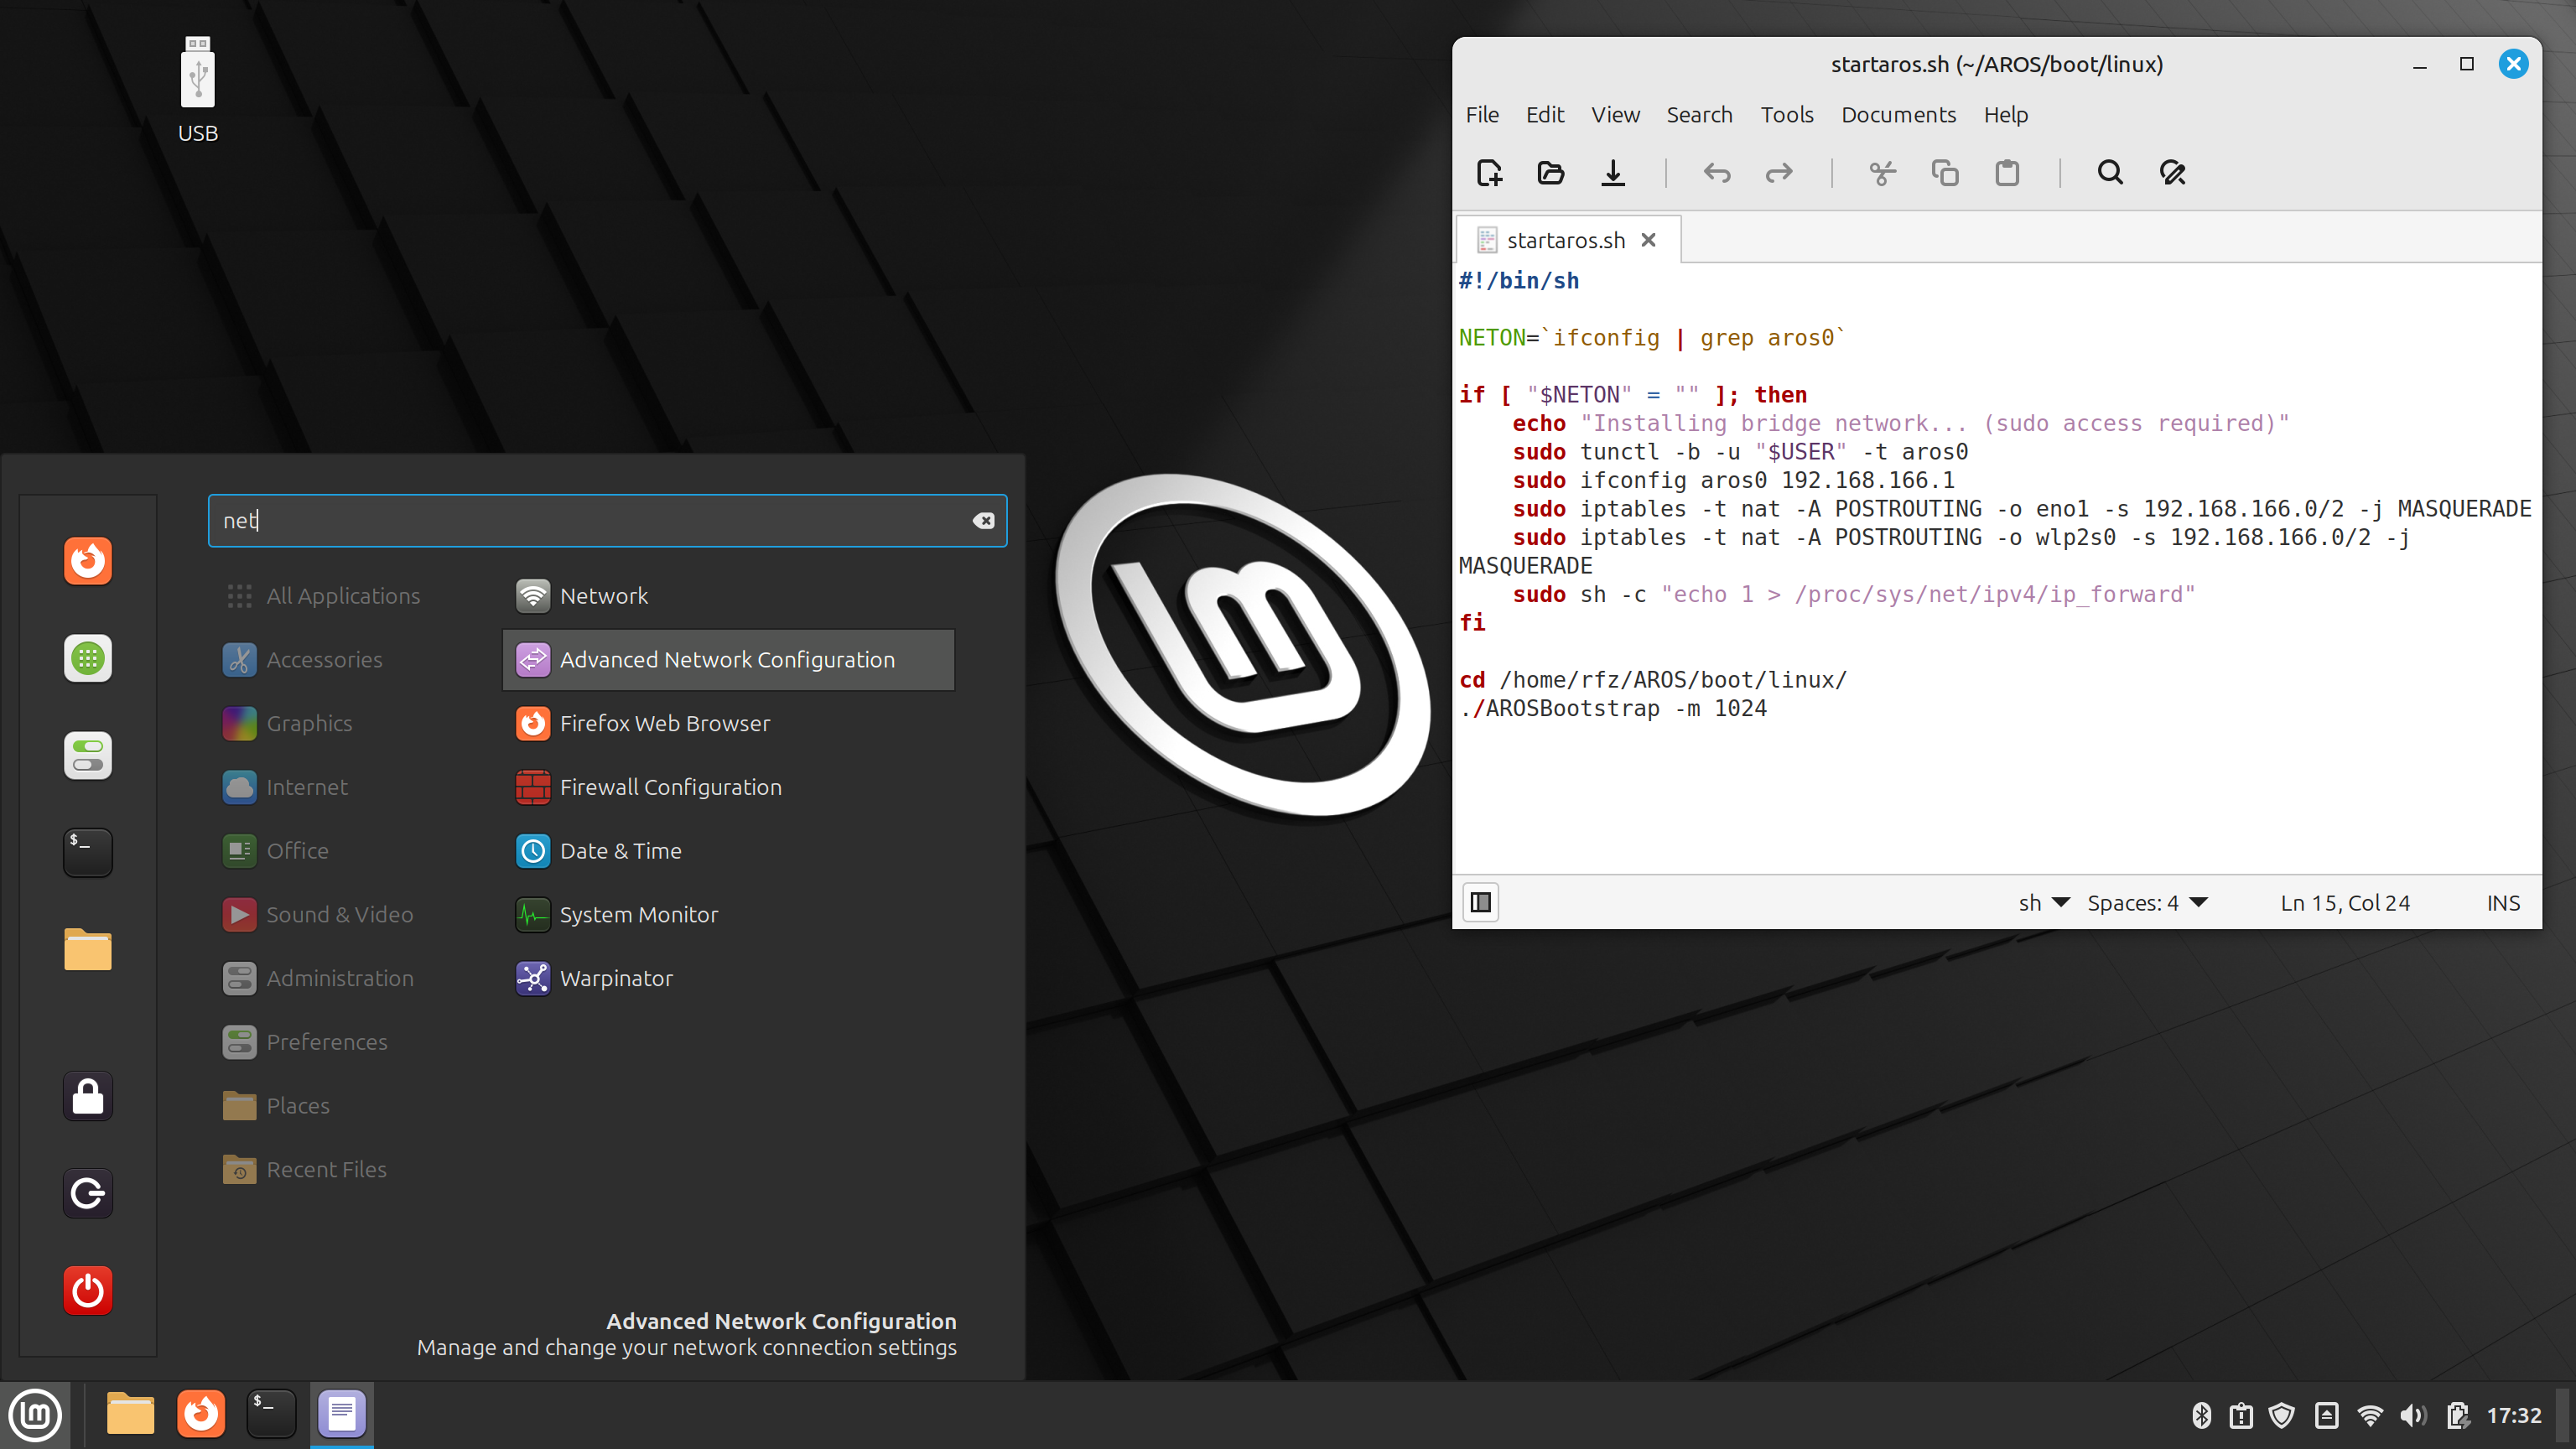 USB
net
All Applications
Accessories
Graphics
Internet
Office
Sound & Video
Administration
Preferences
Places
Recent Files
Network
Advanced Network Configuration
Firefox Web Browser
Firewall Configuration
Date & Time
System Monitor
Warpinator
Advanced Network Configuration
Manage and change your network connection settings
startaros.sh (~/AROS/boot/linux)
File Edit View Search Tools Documents Help
startaros.sh
#!/bin/sh
NETON=`ifconfig | grep aros0`
if [ "$NETON" = "" ]; then
    echo "Installing bridge network... (sudo access required)"
    sudo tunctl -b -u "$USER" -t aros0
    sudo ifconfig aros0 192.168.166.1
    sudo iptables -t nat -A POSTROUTING -o eno1 -s 192.168.166.0/2 -j MASQUERADE
    sudo iptables -t nat -A POSTROUTING -o wlp2s0 -s 192.168.166.0/2 -j
MASQUERADE
    sudo sh -c "echo 1 > /proc/sys/net/ipv4/ip_forward"
fi
cd /home/rfz/AROS/boot/linux/
./AROSBootstrap -m 1024
sh Spaces: 4 Ln 15, Col 24 INS
$_
$_
17:32